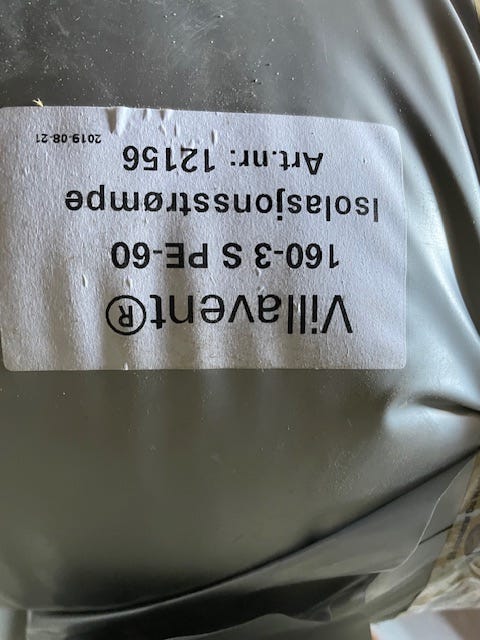 Villavent®
160-3 S PE-60
Isolasjonsstrømpe
Art.nr: 12156
2019-08-21